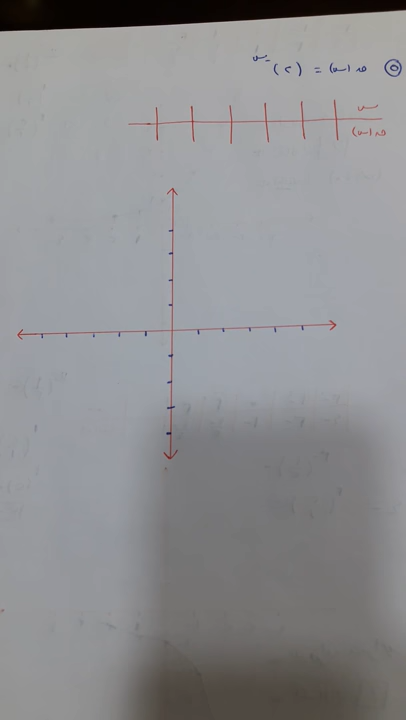 ⑤ ق(س) = (٢)⁻ˢ
س
ق(س)